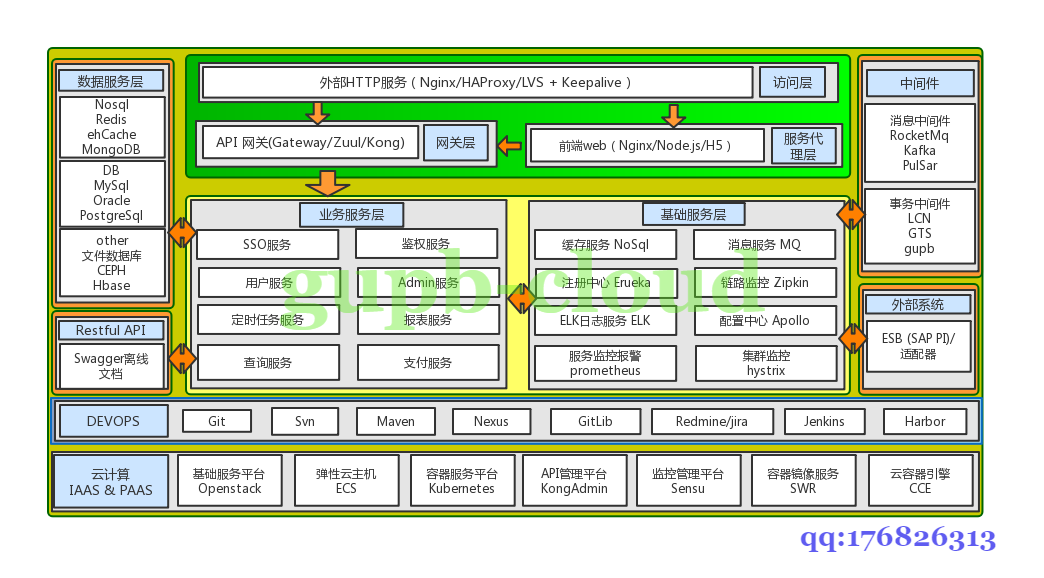 数据服务层
Nosql
Redis
ehCache
MongoDB
DB
MySql
Oracle
PostgreSql
other
文件数据库
CEPH
Hbase
Restful API
Swagger离线
文档
外部HTTP服务 ( Nginx/HAProxy/LVS + Keepalive )
访问层
API 网关(Gateway/Zuul/Kong)
网关层
前端web ( Nginx/Node.js/H5 )
服务代
理层
业务服务层
SSO服务
鉴权服务
用户服务
Admin服务
定时任务服务
报表服务
查询服务
支付服务
基础服务层
缓存服务 NoSql
消息服务 MQ
注册中心 Erueka
链路监控 Zipkin
ELK日志服务 ELK
配置中心 Apollo
服务监控报警
prometheus
集群监控
hystrix
gupb-cloud
中间件
消息中间件
RocketMq
Kafka
PulSar
事务中间件
LCN
GTS
gupb
外部系统
ESB (SAP PI)/
适配器
DEVOPS
Git
Svn
Maven
Nexus
GitLib
Redmine/jira
Jenkins
Harbor
云计算
IAAS & PAAS
基础服务平台
Openstack
弹性云主机
ECS
容器服务平台
Kubernetes
API管理平台
KongAdmin
监控管理平台
Sensu
容器镜像服务
SWR
云容器引擎
CCE
qq:176826313